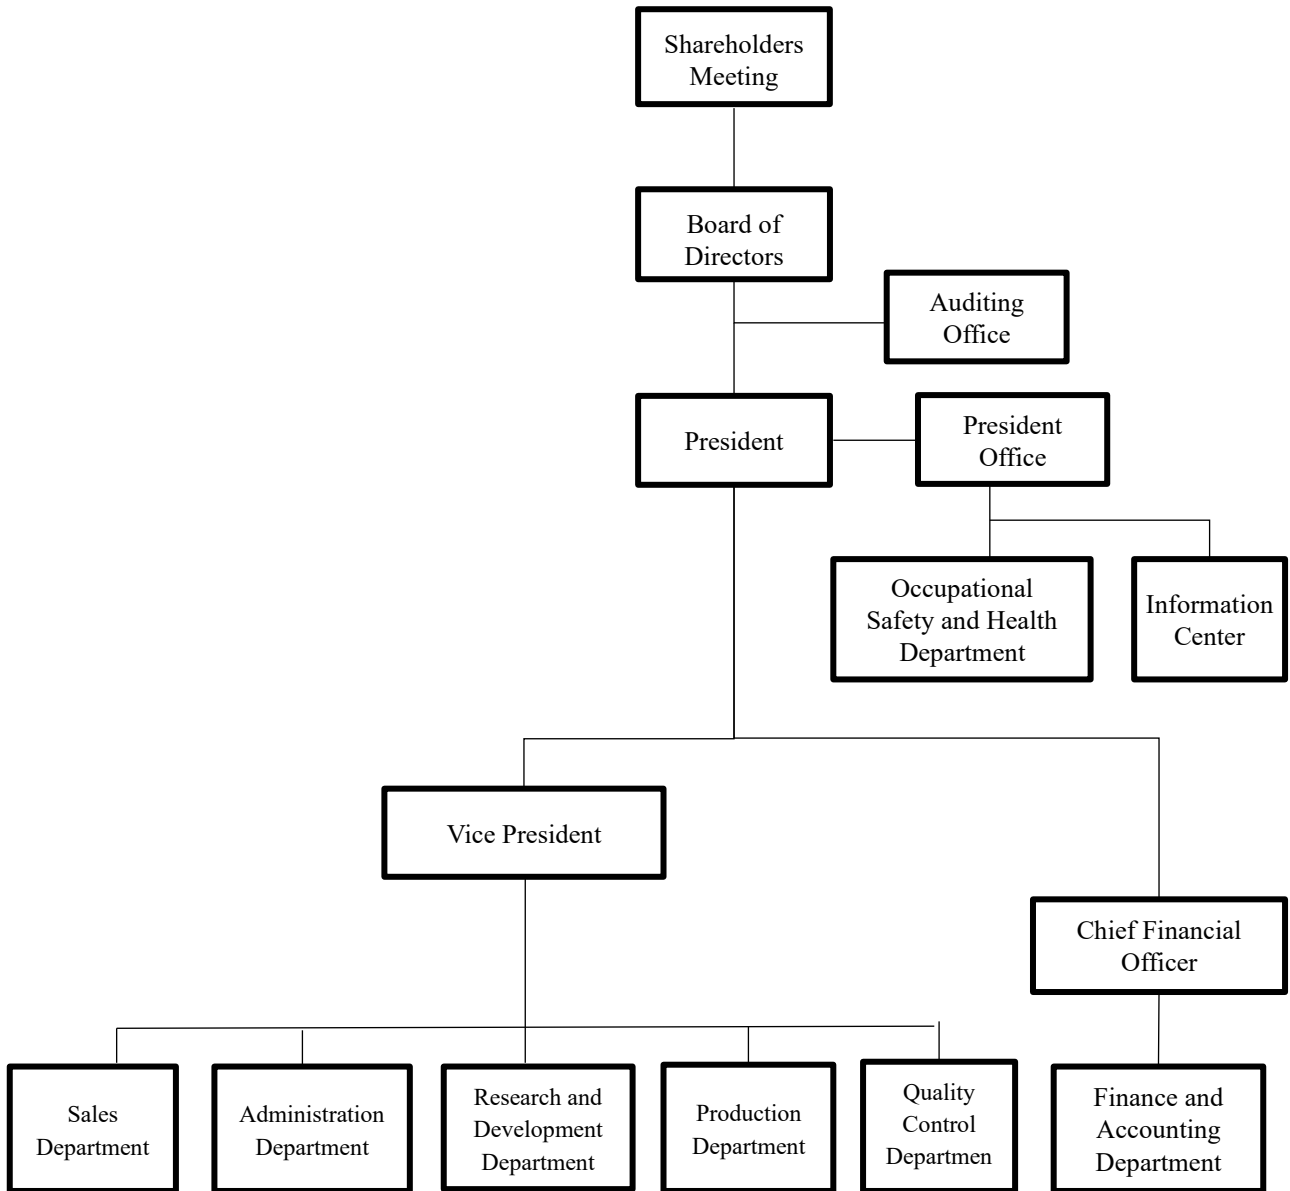 Shareholders
Meeting
Board of
Directors
Auditing
Office
President
President
Office
Occupational
Safety and Health
Department
Information
Center
Vice President
Chief Financial
Officer
Sales
Department
Administration
Department
Research and
Development
Department
Production
Department
Quality
Control
Departmen
Finance and
Accounting
Department